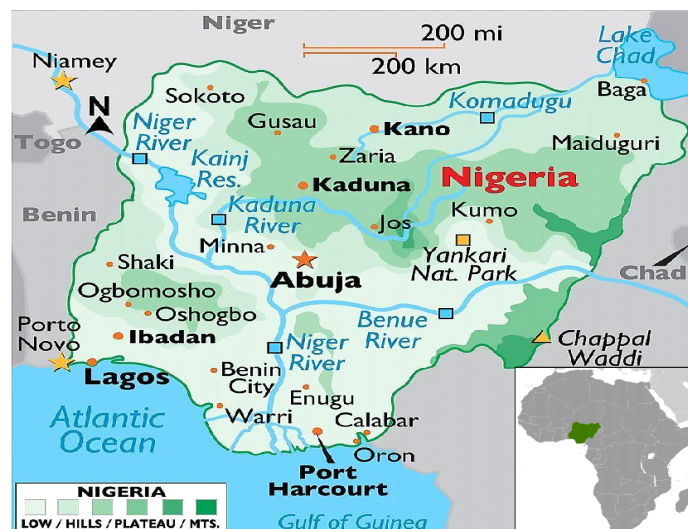 Niger
200 mi
200 km
Lake
Chad
Niamey
N
Sokoto
Baga
Komadugu
Niger
River
Gusau
Kano
Togo
Maiduguri
Zaria
Kainj
Res.
Kaduna
Nigeria
Kaduna
River
Benin
Jos
Kumo
Minna
Yankari
Nat. Park
Shaki
Abuja
Chad
Ogbomosho
Oshogbo
Benue
River
Porto
Novo
Ibadan
Niger
River
Chappal
Waddi
Lagos
Benin
City
Enugu
Atlantic
Ocean
Warri
Calabar
Oron
Port
Harcourt
NIGERIA
LOW / HILLS / PLATEAU / MTS.
Gulf of Guinea